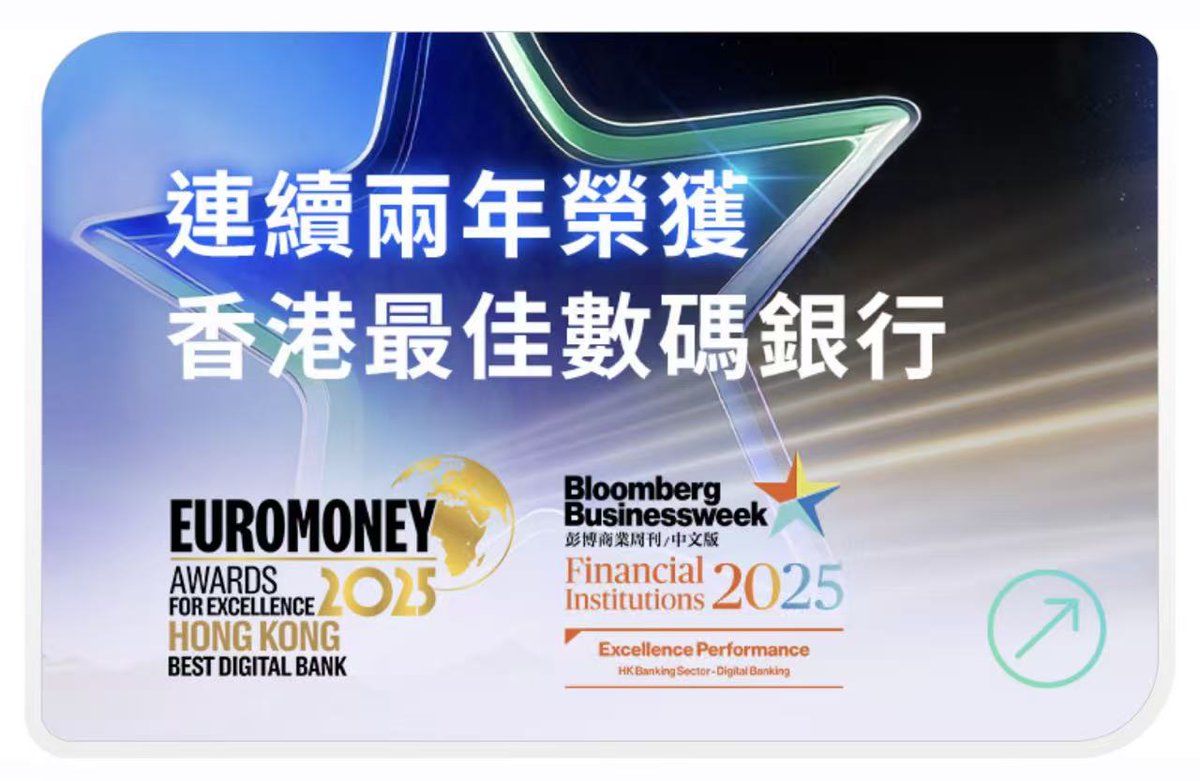 連續兩年榮獲
香港最佳數碼銀行
EUROMONEY
AWARDS
FOR EXCELLENCE 2025
HONG KONG
BEST DIGITAL BANK
Bloomberg
Businessweek
彭博商業周刊/中文版
Financial
Institutions 2025
Excellence Performance
HK Banking Sector - Digital Banking